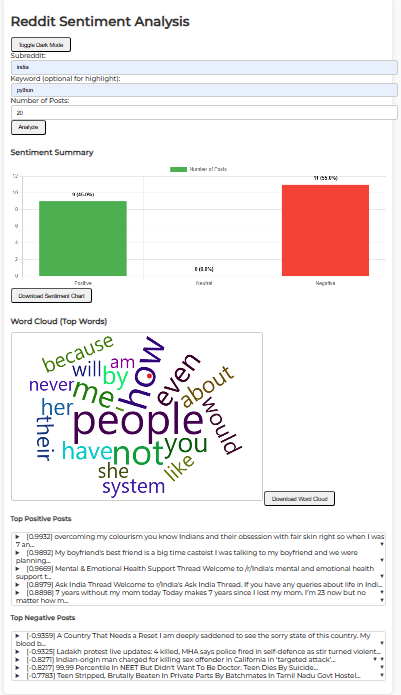 Reddit Sentiment Analysis
Toggle Dark Mode
Subreddit:
india
Keyword (optional for highlight):
python
Number of Posts:
20
Analyze
Sentiment Summary
Number of Posts
12
10
8
6
4
2
0
9 (45.0%)
0 (0.0%)
11 (55.0%)
Positive
Neutral
Negative
Download Sentiment Chart
Word Cloud (Top Words)
because
will
am
by
how
even
never
me
about
her
people
would
their
have
not
you
she
like
system
Download Word Cloud
Top Positive Posts
▶ [0.9932] overcoming my colourism you know Indians and their obsession with fair skin right so when I was
7 an...
▶ [0.9892] My boyfriend's best friend is a big time casteist I was talking to my boyfriend and we were
planning...
▶ [0.9669] Mental & Emotional Health Support Thread Welcome to /r/India's mental and emotional health
support t...
▶ [0.8979] Ask India Thread Welcome to r/India's Ask India Thread. If you have any queries about life in Indi...
▶ [0.8898] 7 years without my mom today Today makes 7 years since I lost my mom. I'm 23 now but no
matter how m...
Top Negative Posts
▶ [-0.9359] A Country That Needs a Reset I am deeply saddened to see the sorry state of this country. My
blood b...
▶ [-0.9325] Ladakh protest live updates: 4 killed, MHA says police fired in self-defence as stir turned violent...
▶ [-0.8271] Indian-origin man charged for killing sex offender in California in 'targeted attack'...
▶ [-0.8217] 99.99 Percentile In NEET But Didn't Want To Be Doctor. Teen Dies By Suicide...
▶ [-0.7783] Teen Stripped, Brutally Beaten In Private Parts By Batchmates In Tamil Nadu Govt Hostel...